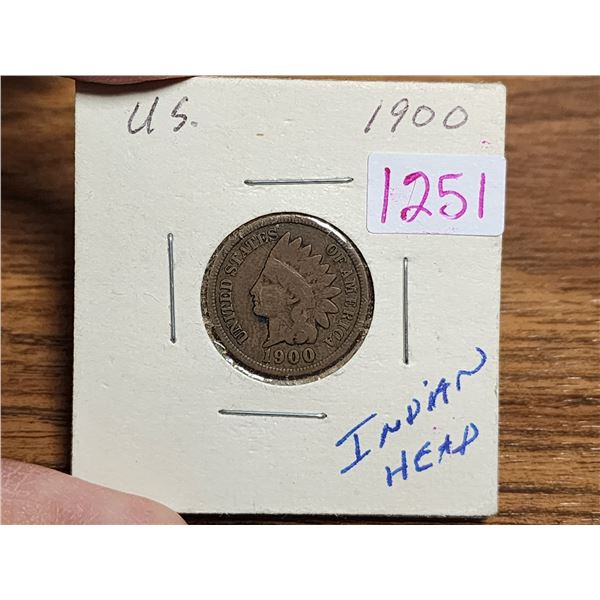 U.S. 1900
1251
UNITED STATES OF AMERICA
1900
INDIAN
HEAD